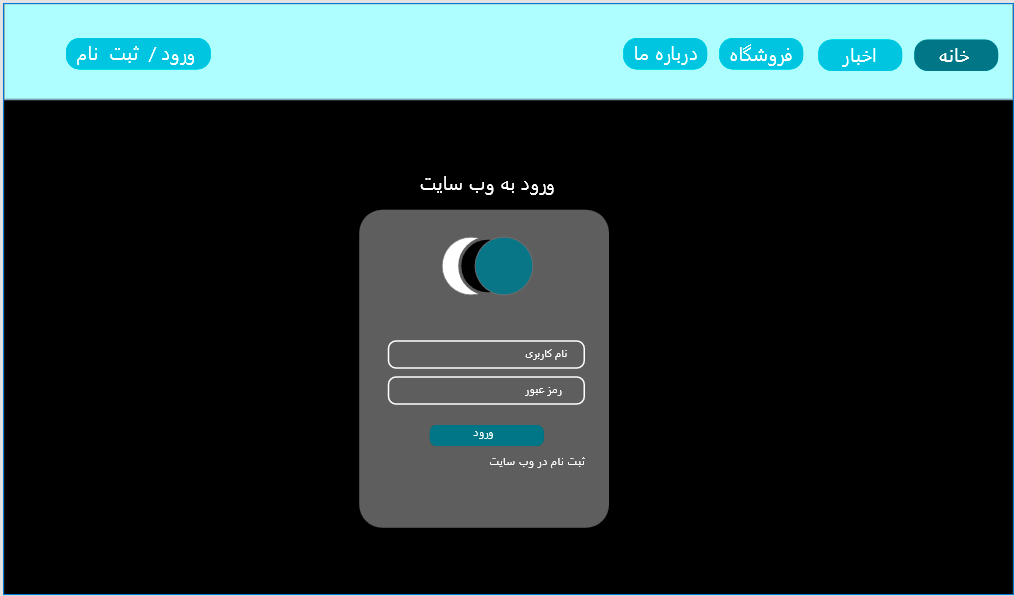 خانه
اخبار
فروشگاه
درباره ما
ورود / ثبت نام
ورود به وب سایت
نام کاربری
رمز عبور
ورود
ثبت نام در وب سایت